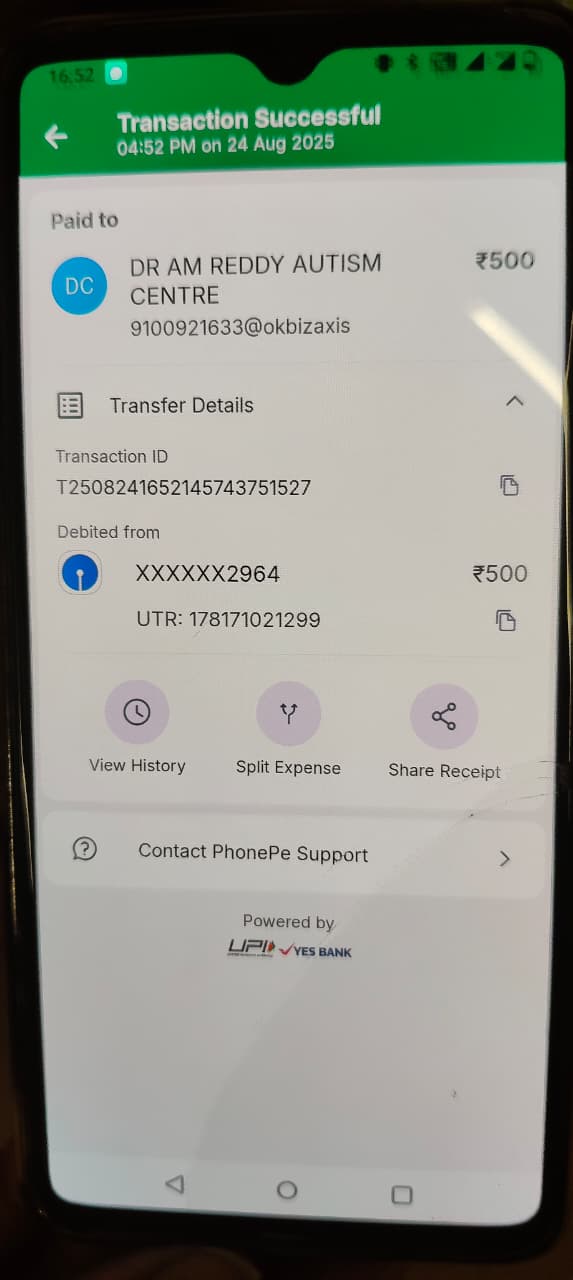 16:52
Transaction Successful
04:52 PM on 24 Aug 2025
Paid to
DC
DR AM REDDY AUTISM
CENTRE
₹500
9100921633@okbizaxis
Transfer Details
Transaction ID
T2508241652145743751527
Debited from
XXXXXX2964
₹500
UTR: 178171021299
View History
Split Expense
Share Receipt
Contact PhonePe Support
Powered by
UPI YES BANK